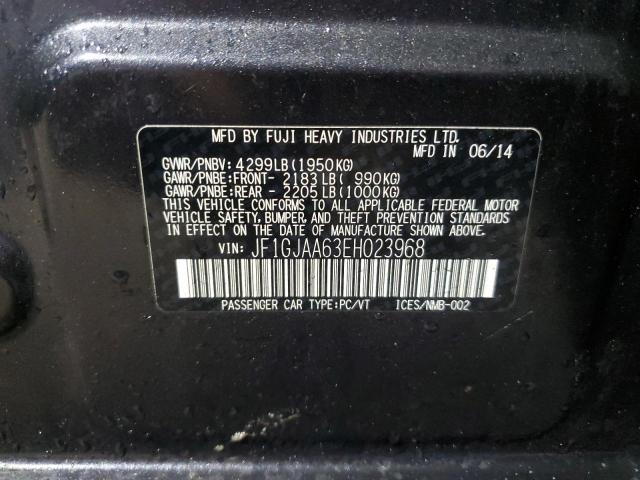 MFD BY FUJI HEAVY INDUSTRIES LTD.
MFD IN 06/14
GVWR/PNBV: 4299LB(1950KG)
GAWR/PNBE:FRONT- 2183LB( 990KG)
GAWR/PNBE:REAR - 2205LB(1000KG)
THIS VEHICLE CONFORMS TO ALL APPLICABLE FEDERAL MOTOR
VEHICLE SAFETY, BUMPER, AND THEFT PREVENTION STANDARDS
IN EFFECT ON THE DATE OF MANUFACTURE SHOWN ABOVE.
VIN: JF1GJAA63EH023968
PASSENGER CAR TYPE:PC/VT ICES/NMB-002